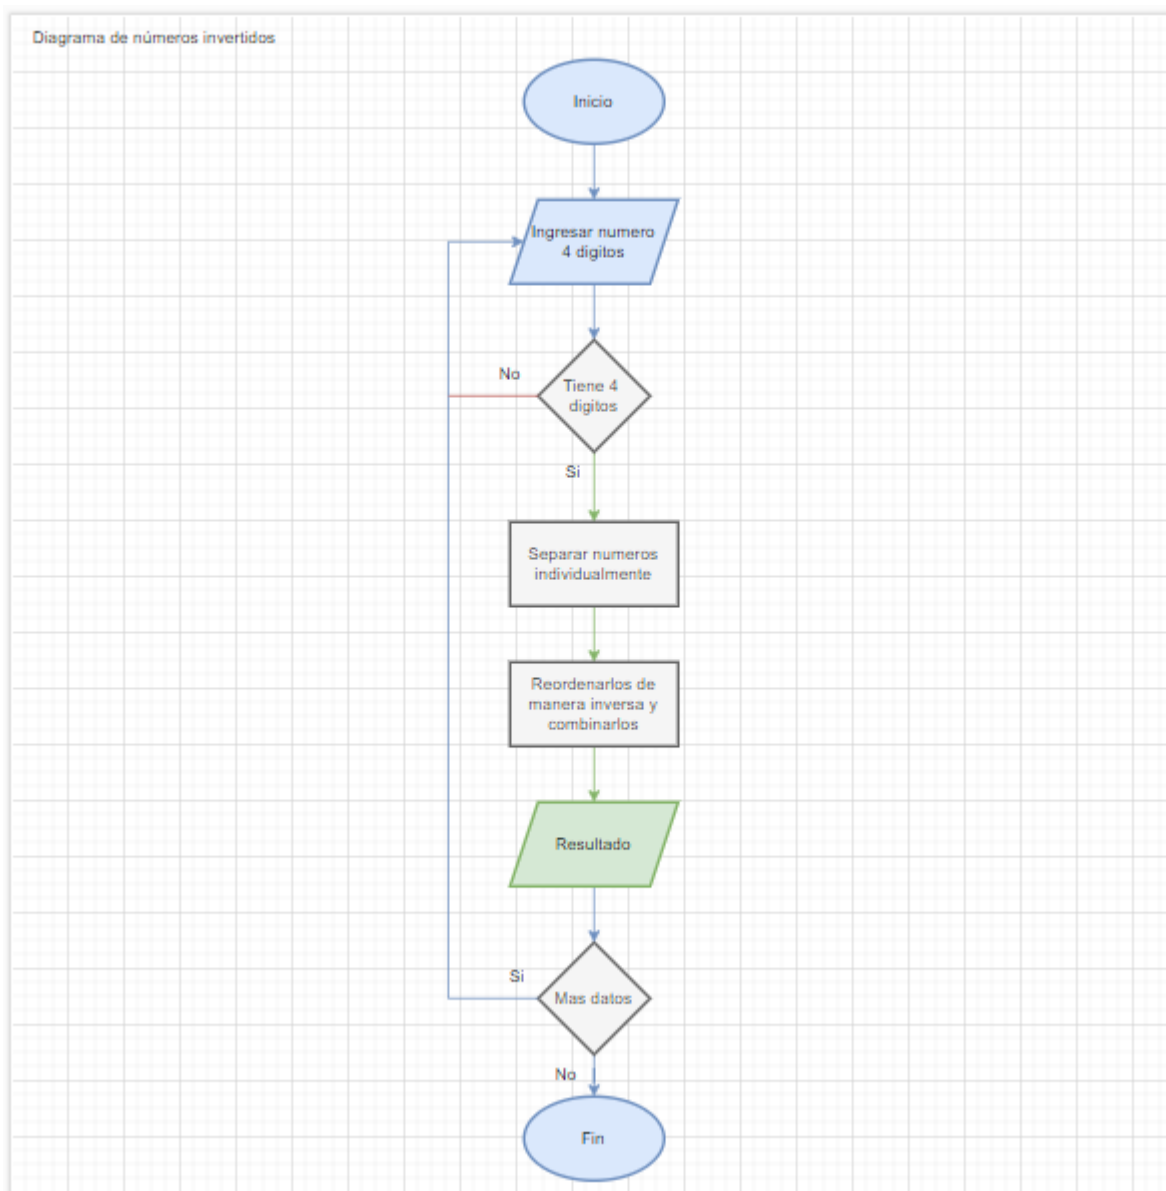 Diagrama de números invertidos
Inicio
Ingresar numero
4 digitos
No
Tiene 4
digitos
Si
Separar numeros
individualmente
Reordenarlos de
manera inversa y
combinarlos
Resultado
Si
Mas datos
No
Fin